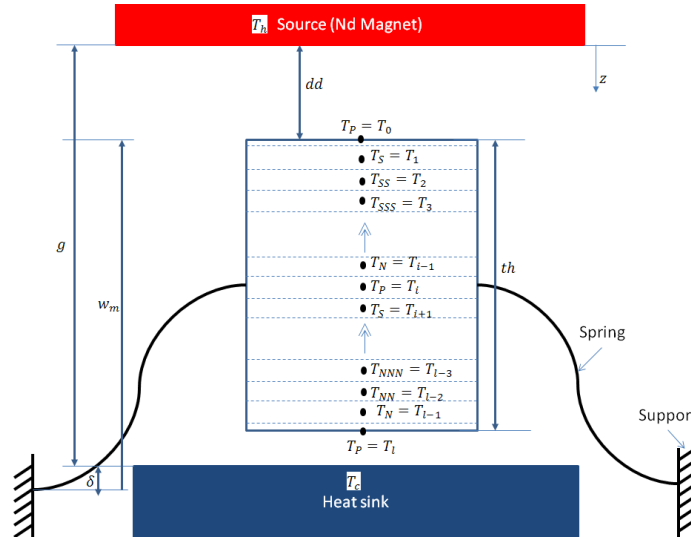 T_h Source (Nd Magnet)
z
dd
T_P = T_0
T_S = T_1
T_SS = T_2
T_SSS = T_3
g
w_m
th
T_N = T_{i-1}
T_P = T_i
T_S = T_{i+1}
Spring
T_NNN = T_{l-3}
T_NN = T_{l-2}
T_N = T_{l-1}
Suppor
T_P = T_l
δ
T_c
Heat sink